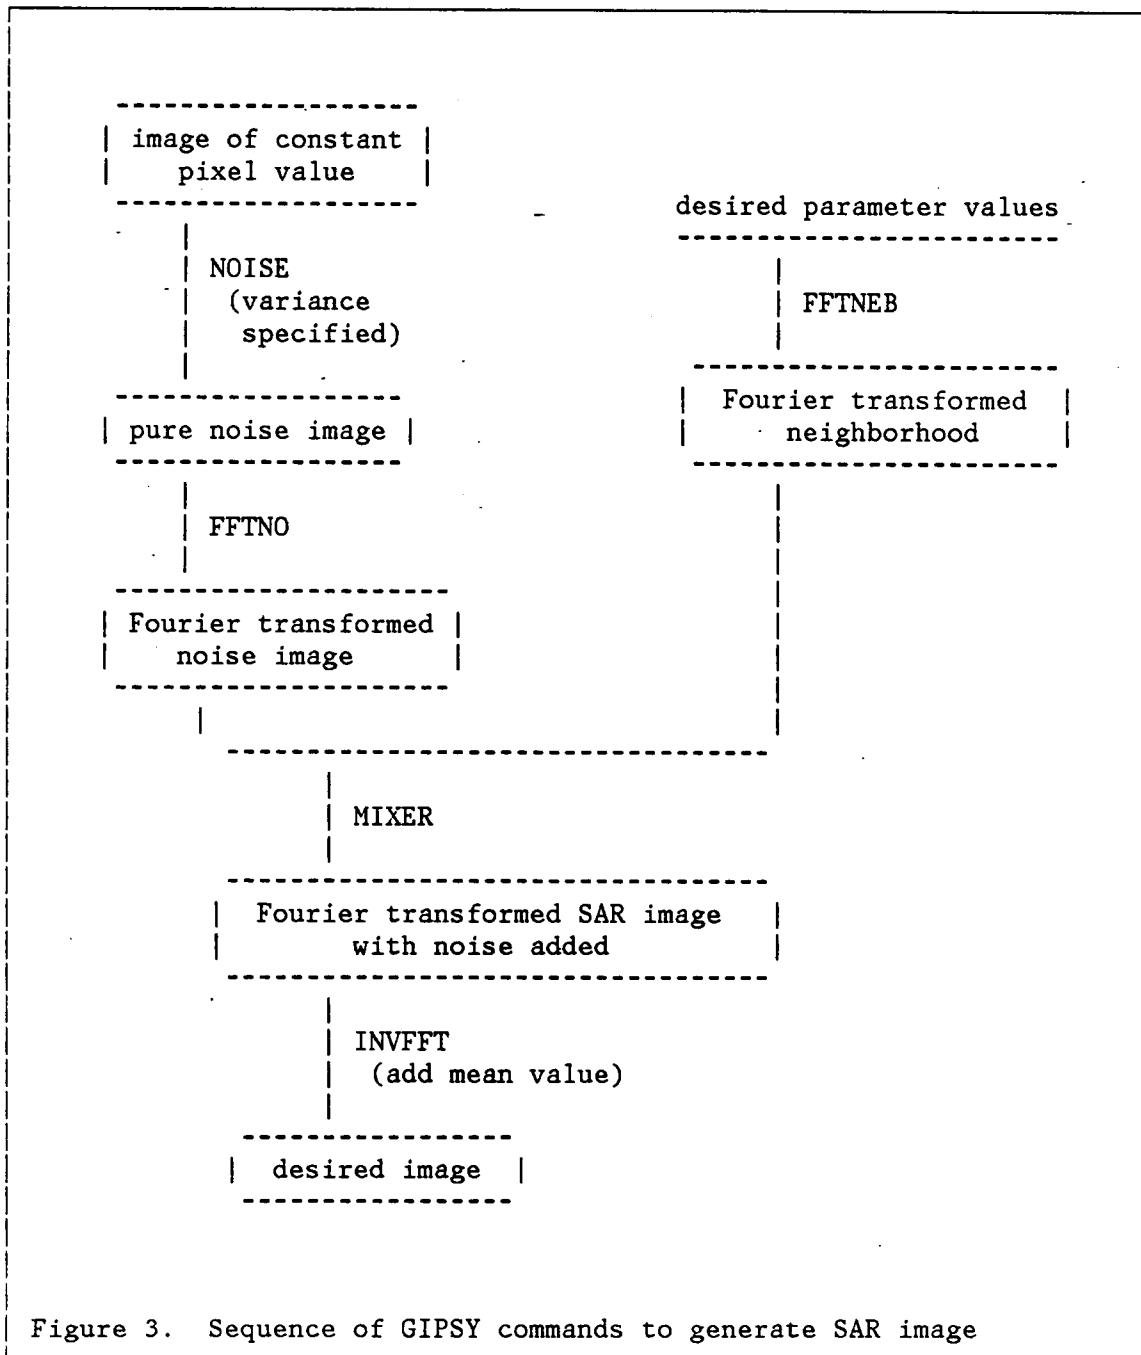 image of constant
pixel value
desired parameter values
NOISE
(variance
specified)
FFTNEB
pure noise image
Fourier transformed
neighborhood
FFTNO
Fourier transformed
noise image
MIXER
Fourier transformed SAR image
with noise added
INVFFT
(add mean value)
desired image
Figure 3. Sequence of GIPSY commands to generate SAR image